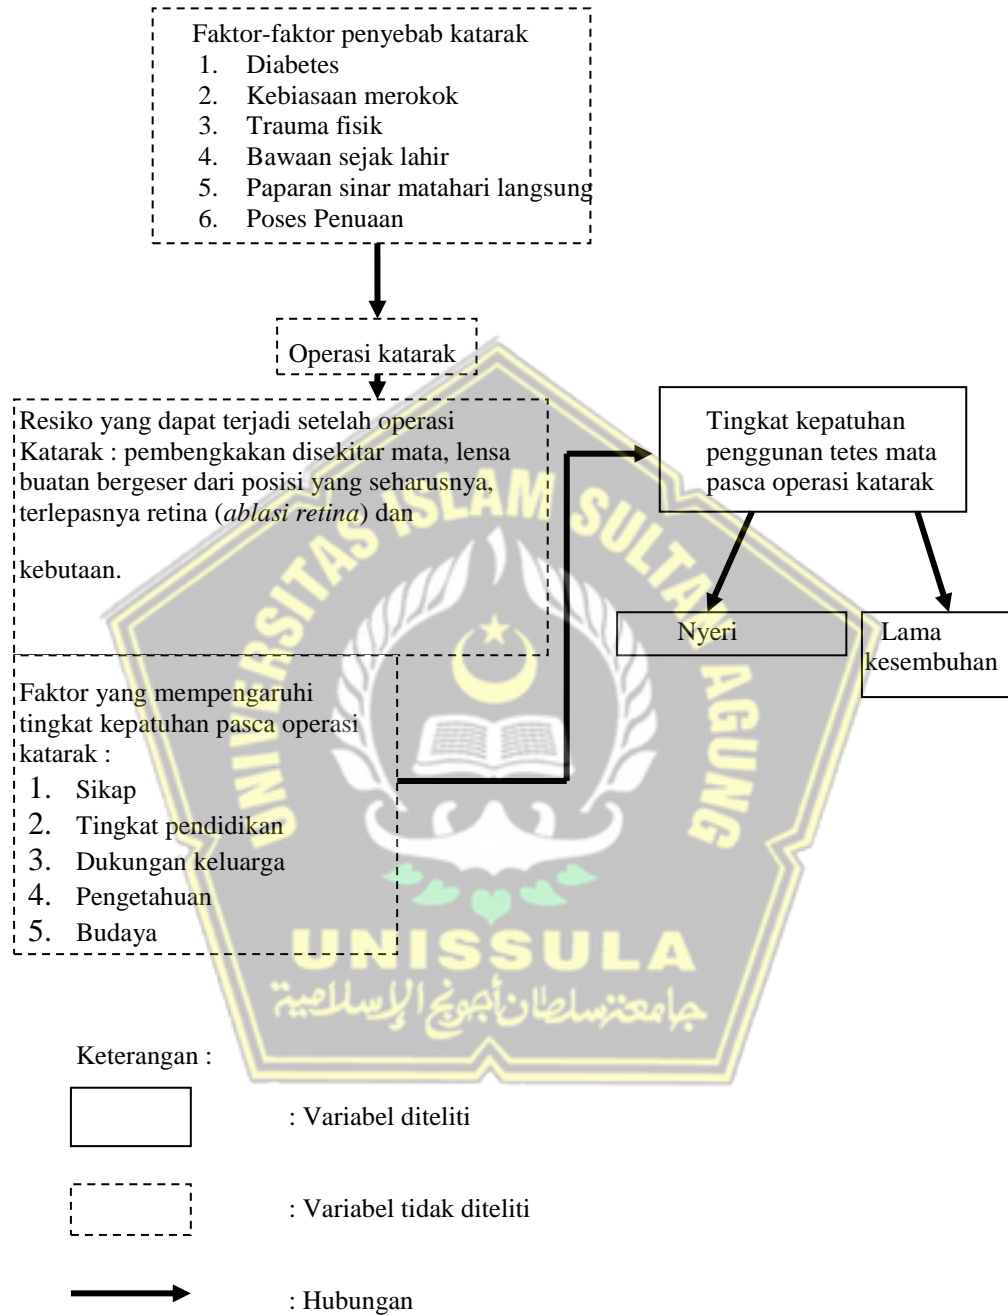 Faktor-faktor penyebab katarak
1. Diabetes
2. Kebiasaan merokok
3. Trauma fisik
4. Bawaan sejak lahir
5. Paparan sinar matahari langsung
6. Poses Penuaan
Operasi katarak
Resiko yang dapat terjadi setelah operasi
Katarak : pembengkakan disekitar mata, lensa
buatan bergeser dari posisi yang seharusnya,
terlepasnya retina (ablasi retina) dan
kebutaan.
Tingkat kepatuhan
penggunan tetes mata
pasca operasi katarak
Nyeri
Lama
kesembuhan
Faktor yang mempengaruhi
tingkat kepatuhan pasca operasi
katarak :
1. Sikap
2. Tingkat pendidikan
3. Dukungan keluarga
4. Pengetahuan
5. Budaya
UNIVERSITAS ISLAM SULTAN AGUNG
UNISSULA
جامعة سلطان أجونج الإسلامية
Keterangan :
: Variabel diteliti
: Variabel tidak diteliti
: Hubungan